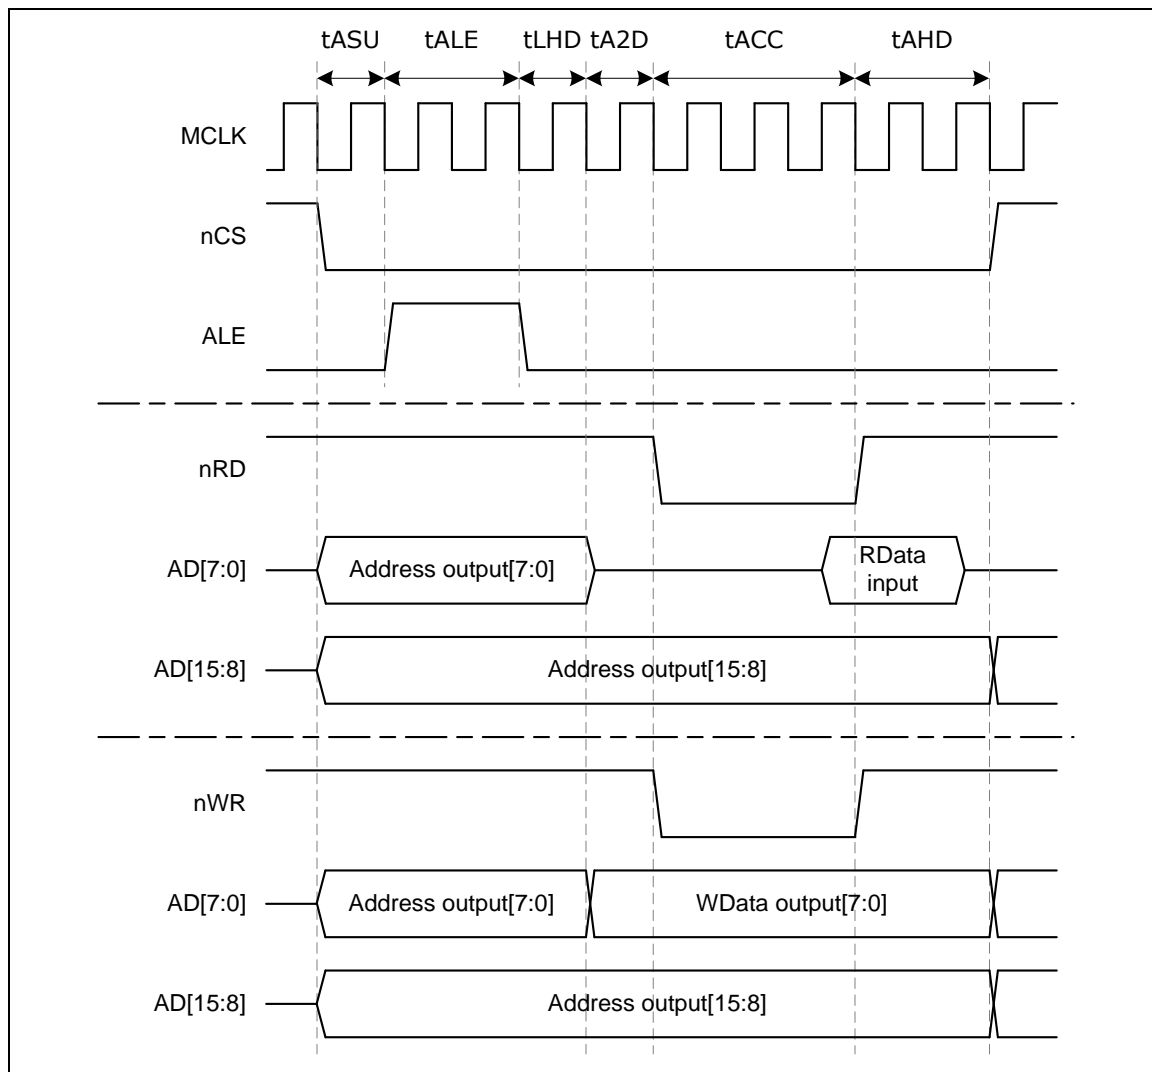 tASU tALE tLHD tA2D tACC tAHD
MCLK
nCS
ALE
nRD
AD[7:0] Address output[7:0] RData
input
AD[15:8] Address output[15:8]
nWR
AD[7:0] Address output[7:0] WData output[7:0]
AD[15:8] Address output[15:8]